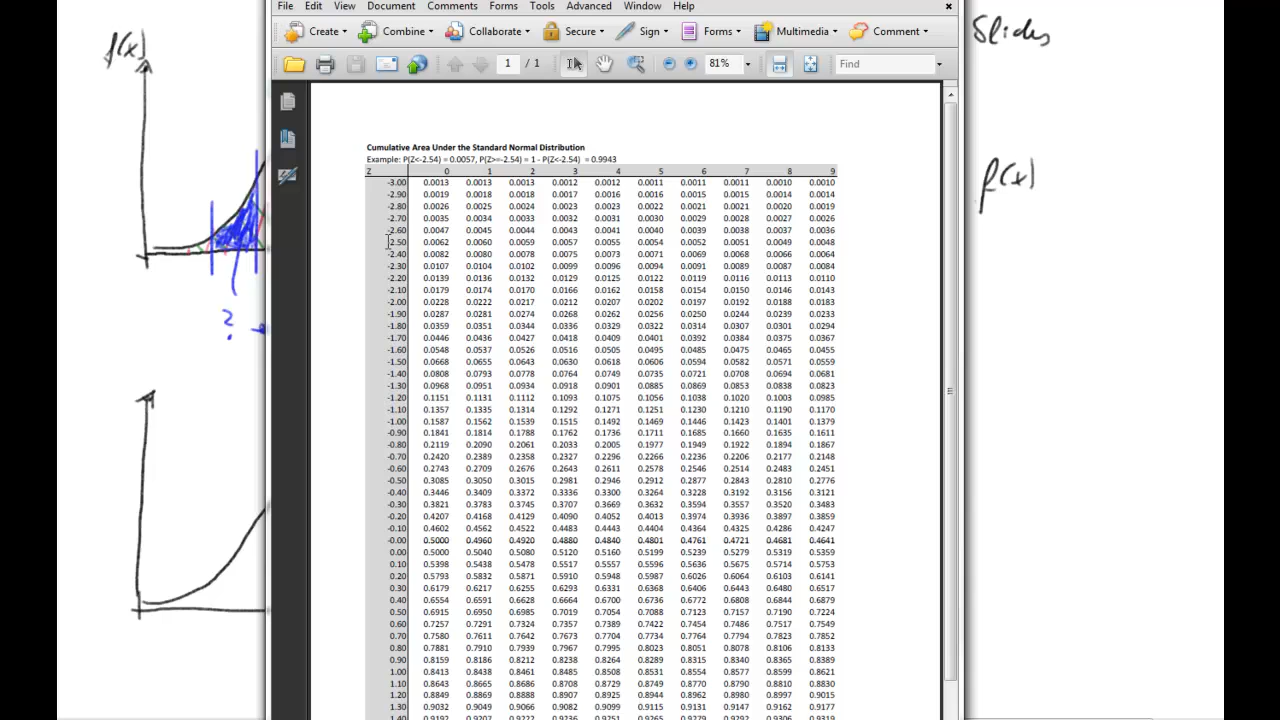 File Edit View Document Comments Forms Tools Advanced Window Help
Create Combine Collaborate Secure Sign Forms Multimedia Comment
1 / 1 81% Find
f(x)
Slides
f(x)
?
Cumulative Area Under the Standard Normal Distribution
Example: P(Z<-2.54) = 0.0057, P(Z>=-2.54) = 1 - P(Z<-2.54) = 0.9943
Z 0 1 2 3 4 5 6 7 8 9
-3.00 0.0013 0.0013 0.0013 0.0012 0.0012 0.0011 0.0011 0.0011 0.0010 0.0010
-2.90 0.0019 0.0018 0.0018 0.0017 0.0016 0.0016 0.0015 0.0015 0.0014 0.0014
-2.80 0.0026 0.0025 0.0024 0.0023 0.0023 0.0022 0.0021 0.0021 0.0020 0.0019
-2.70 0.0035 0.0034 0.0033 0.0032 0.0031 0.0030 0.0029 0.0028 0.0027 0.0026
-2.60 0.0047 0.0045 0.0044 0.0043 0.0041 0.0040 0.0039 0.0038 0.0037 0.0036
-2.50 0.0062 0.0060 0.0059 0.0057 0.0055 0.0054 0.0052 0.0051 0.0049 0.0048
-2.40 0.0082 0.0080 0.0078 0.0075 0.0073 0.0071 0.0069 0.0068 0.0066 0.0064
-2.30 0.0107 0.0104 0.0102 0.0099 0.0096 0.0094 0.0091 0.0089 0.0087 0.0084
-2.20 0.0139 0.0136 0.0132 0.0129 0.0125 0.0122 0.0119 0.0116 0.0113 0.0110
-2.10 0.0179 0.0174 0.0170 0.0166 0.0162 0.0158 0.0154 0.0150 0.0146 0.0143
-2.00 0.0228 0.0222 0.0217 0.0212 0.0207 0.0202 0.0197 0.0192 0.0188 0.0183
-1.90 0.0287 0.0281 0.0274 0.0268 0.0262 0.0256 0.0250 0.0244 0.0239 0.0233
-1.80 0.0359 0.0351 0.0344 0.0336 0.0329 0.0322 0.0314 0.0307 0.0301 0.0294
-1.70 0.0446 0.0436 0.0427 0.0418 0.0409 0.0401 0.0392 0.0384 0.0375 0.0367
-1.60 0.0548 0.0537 0.0526 0.0516 0.0505 0.0495 0.0485 0.0475 0.0465 0.0455
-1.50 0.0668 0.0655 0.0643 0.0630 0.0618 0.0606 0.0594 0.0582 0.0571 0.0559
-1.40 0.0808 0.0793 0.0778 0.0764 0.0749 0.0735 0.0721 0.0708 0.0694 0.0681
-1.30 0.0968 0.0951 0.0934 0.0918 0.0901 0.0885 0.0869 0.0853 0.0838 0.0823
-1.20 0.1151 0.1131 0.1112 0.1093 0.1075 0.1056 0.1038 0.1020 0.1003 0.0985
-1.10 0.1357 0.1335 0.1314 0.1292 0.1271 0.1251 0.1230 0.1210 0.1190 0.1170
-1.00 0.1587 0.1562 0.1539 0.1515 0.1492 0.1469 0.1446 0.1423 0.1401 0.1379
-0.90 0.1841 0.1814 0.1788 0.1762 0.1736 0.1711 0.1685 0.1660 0.1635 0.1611
-0.80 0.2119 0.2090 0.2061 0.2033 0.2005 0.1977 0.1949 0.1922 0.1894 0.1867
-0.70 0.2420 0.2389 0.2358 0.2327 0.2296 0.2266 0.2236 0.2206 0.2177 0.2148
-0.60 0.2743 0.2709 0.2676 0.2643 0.2611 0.2578 0.2546 0.2514 0.2483 0.2451
-0.50 0.3085 0.3050 0.3015 0.2981 0.2946 0.2912 0.2877 0.2843 0.2810 0.2776
-0.40 0.3446 0.3409 0.3372 0.3336 0.3300 0.3264 0.3228 0.3192 0.3156 0.3121
-0.30 0.3821 0.3783 0.3745 0.3707 0.3669 0.3632 0.3594 0.3557 0.3520 0.3483
-0.20 0.4207 0.4168 0.4129 0.4090 0.4052 0.4013 0.3974 0.3936 0.3897 0.3859
-0.10 0.4602 0.4562 0.4522 0.4483 0.4443 0.4404 0.4364 0.4325 0.4286 0.4247
-0.00 0.5000 0.4960 0.4920 0.4880 0.4840 0.4801 0.4761 0.4721 0.4681 0.4641
0.00 0.5000 0.5040 0.5080 0.5120 0.5160 0.5199 0.5239 0.5279 0.5319 0.5359
0.10 0.5398 0.5438 0.5478 0.5517 0.5557 0.5596 0.5636 0.5675 0.5714 0.5753
0.20 0.5793 0.5832 0.5871 0.5910 0.5948 0.5987 0.6026 0.6064 0.6103 0.6141
0.30 0.6179 0.6217 0.6255 0.6293 0.6331 0.6368 0.6406 0.6443 0.6480 0.6517
0.40 0.6554 0.6591 0.6628 0.6664 0.6700 0.6736 0.6772 0.6808 0.6844 0.6879
0.50 0.6915 0.6950 0.6985 0.7019 0.7054 0.7088 0.7123 0.7157 0.7190 0.7224
0.60 0.7257 0.7291 0.7324 0.7357 0.7389 0.7422 0.7454 0.7486 0.7517 0.7549
0.70 0.7580 0.7611 0.7642 0.7673 0.7704 0.7734 0.7764 0.7794 0.7823 0.7852
0.80 0.7881 0.7910 0.7939 0.7967 0.7995 0.8023 0.8051 0.8078 0.8106 0.8133
0.90 0.8159 0.8186 0.8212 0.8238 0.8264 0.8289 0.8315 0.8340 0.8365 0.8389
1.00 0.8413 0.8438 0.8461 0.8485 0.8508 0.8531 0.8554 0.8577 0.8599 0.8621
1.10 0.8643 0.8665 0.8686 0.8708 0.8729 0.8749 0.8770 0.8790 0.8810 0.8830
1.20 0.8849 0.8869 0.8888 0.8907 0.8925 0.8944 0.8962 0.8980 0.8997 0.9015
1.30 0.9032 0.9049 0.9066 0.9082 0.9099 0.9115 0.9131 0.9147 0.9162 0.9177
1.40 0.9192 0.9207 0.9222 0.9236 0.9251 0.9265 0.9279 0.9292 0.9306 0.9319